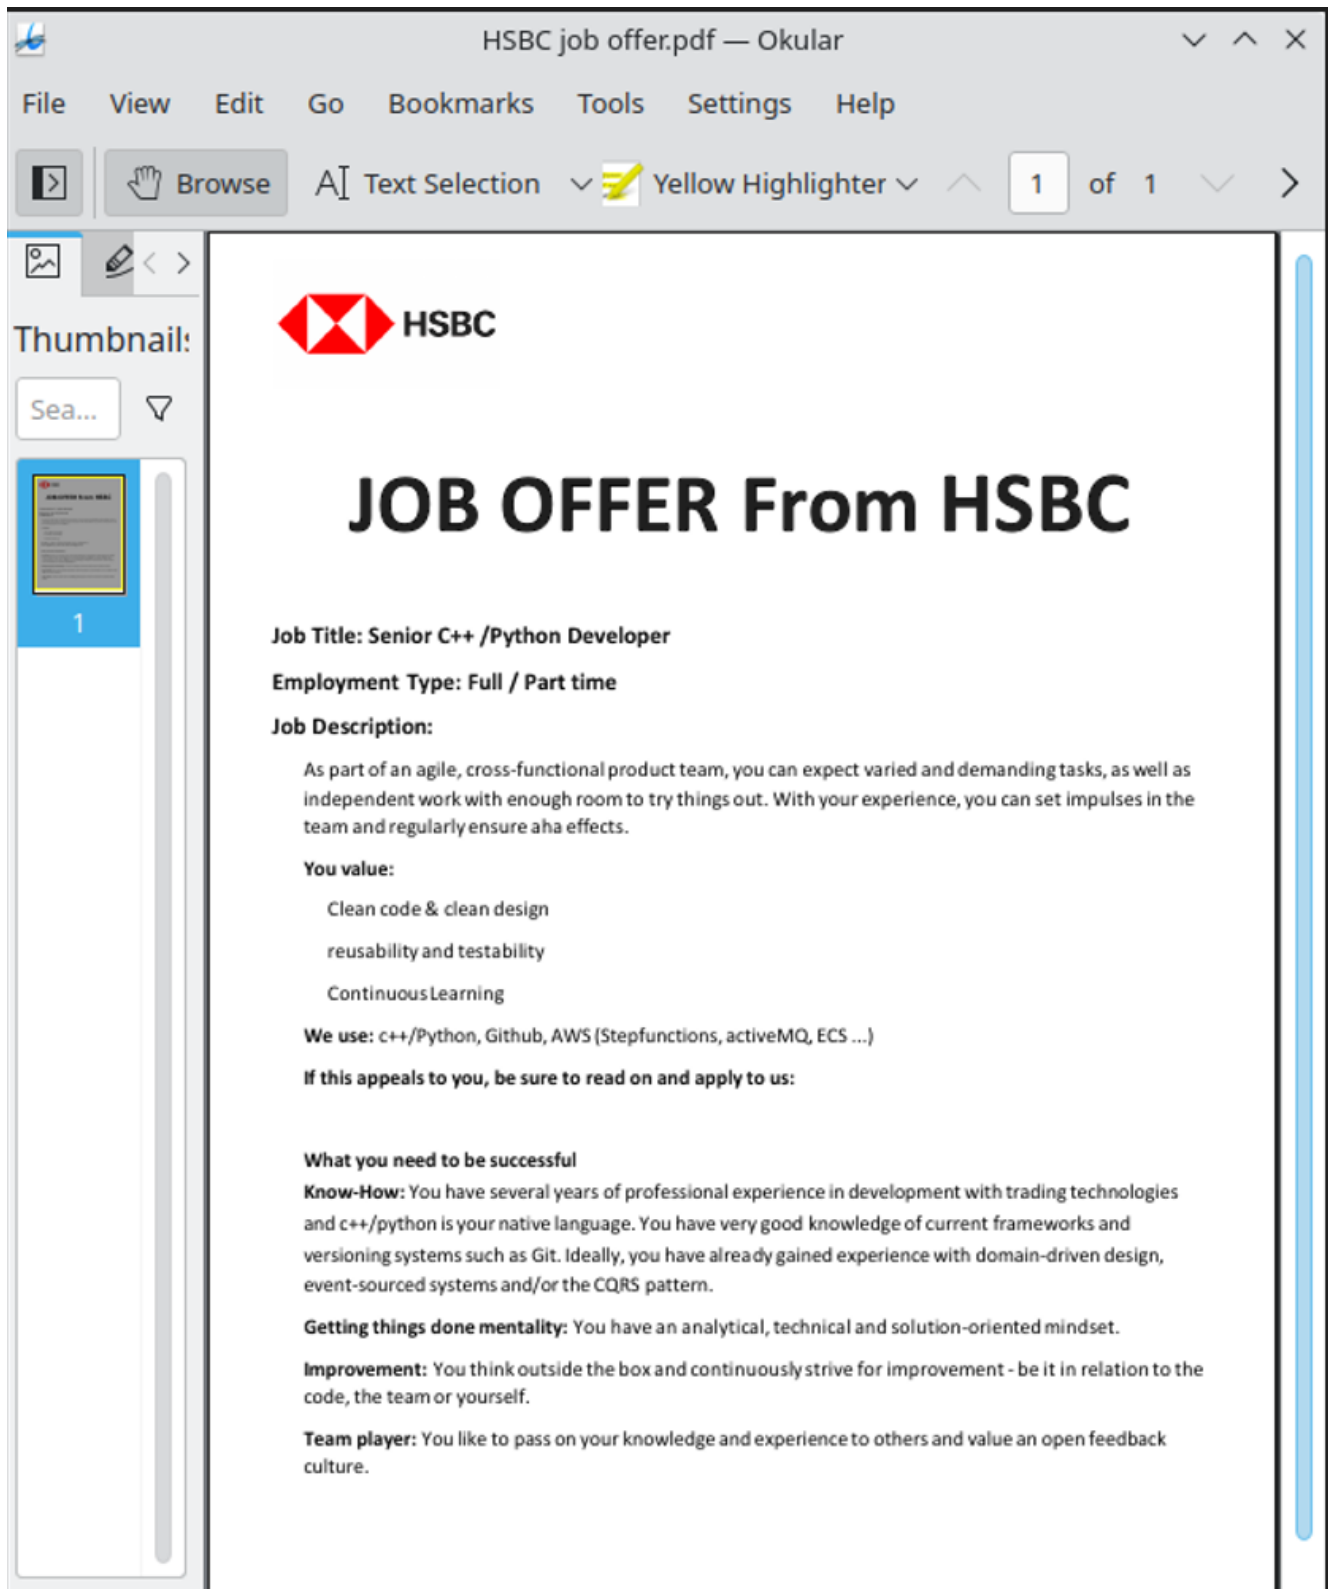 HSBC job offer.pdf — Okular
File View Edit Go Bookmarks Tools Settings Help
Browse Text Selection Yellow Highlighter 1 of 1
Thumbnails
Sea...
1
HSBC
JOB OFFER From HSBC
Job Title: Senior C++ /Python Developer
Employment Type: Full / Part time
Job Description:
As part of an agile, cross-functional product team, you can expect varied and demanding tasks, as well as
independent work with enough room to try things out. With your experience, you can set impulses in the
team and regularly ensure aha effects.
You value:
Clean code & clean design
reusability and testability
Continuous Learning
We use: c++/Python, Github, AWS (Stepfunctions, activeMQ, ECS ...)
If this appeals to you, be sure to read on and apply to us:
What you need to be successful
Know-How: You have several years of professional experience in development with trading technologies
and c++/python is your native language. You have very good knowledge of current frameworks and
versioning systems such as Git. Ideally, you have already gained experience with domain-driven design,
event-sourced systems and/or the CQRS pattern.
Getting things done mentality: You have an analytical, technical and solution-oriented mindset.
Improvement: You think outside the box and continuously strive for improvement - be it in relation to the
code, the team or yourself.
Team player: You like to pass on your knowledge and experience to others and value an open feedback
culture.